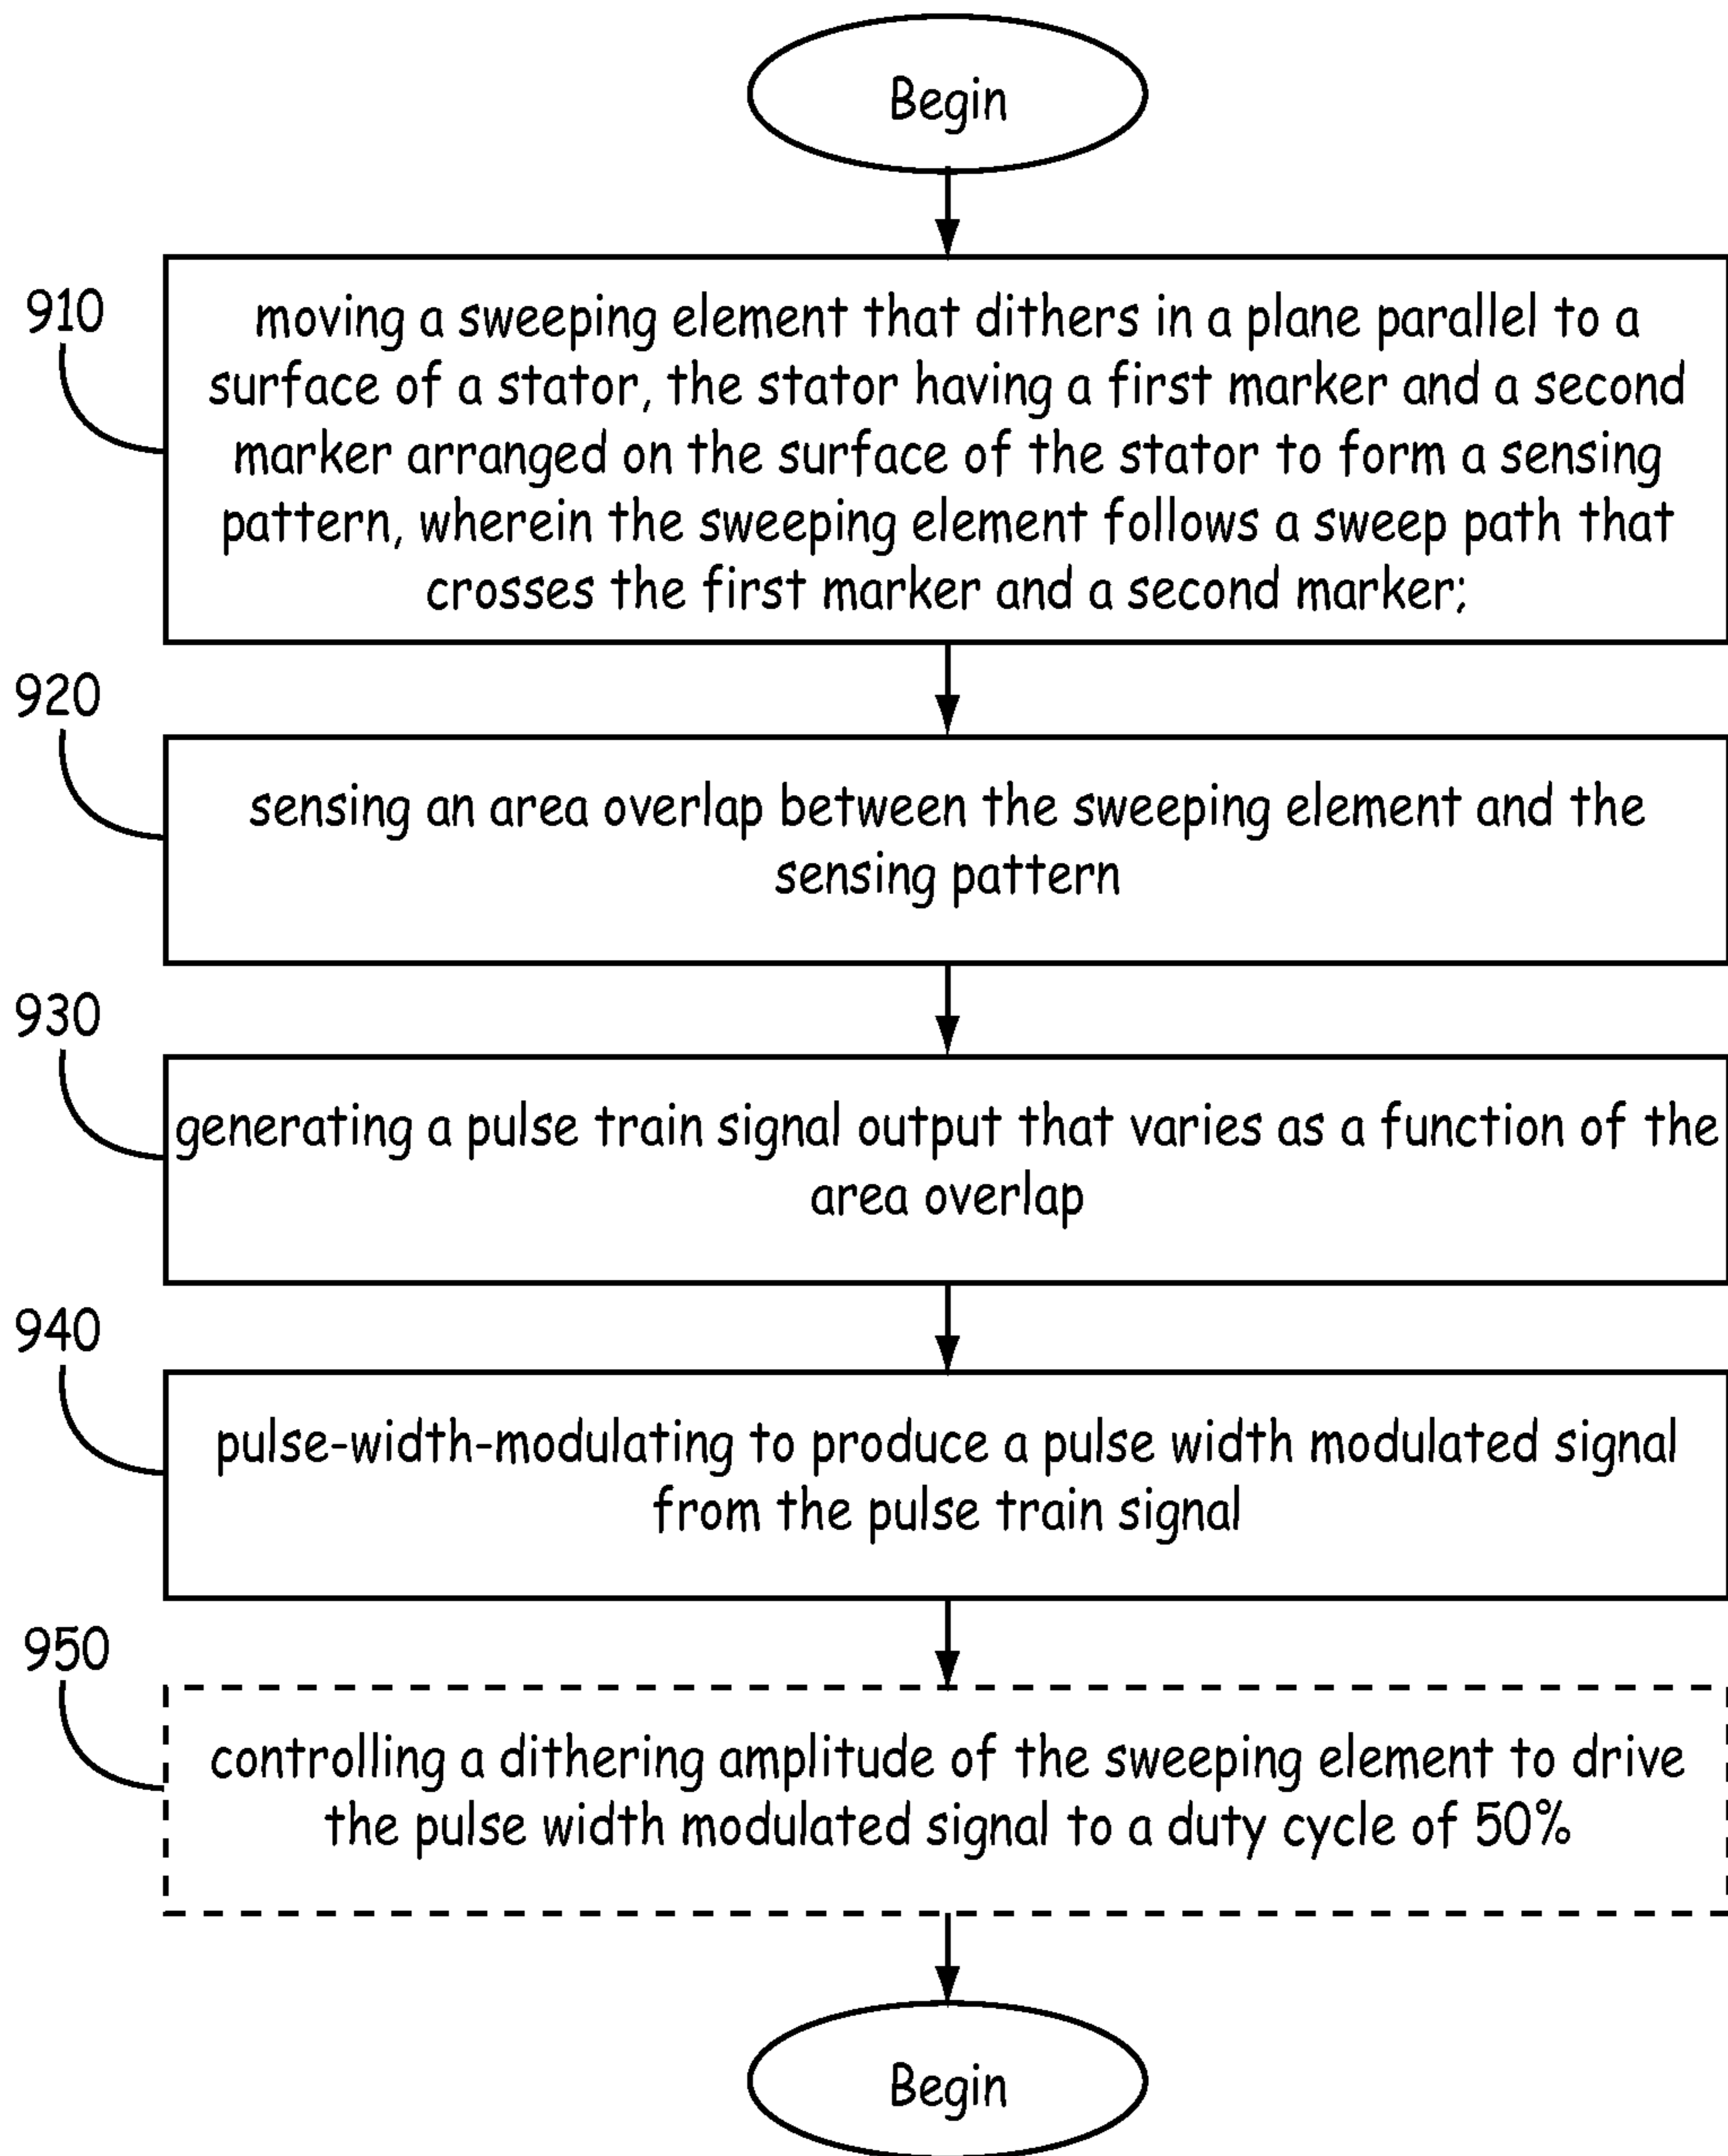 Begin
910
moving a sweeping element that dithers in a plane parallel to a
surface of a stator, the stator having a first marker and a second
marker arranged on the surface of the stator to form a sensing
pattern, wherein the sweeping element follows a sweep path that
crosses the first marker and a second marker;
920
sensing an area overlap between the sweeping element and the
sensing pattern
930
generating a pulse train signal output that varies as a function of the
area overlap
940
pulse-width-modulating to produce a pulse width modulated signal
from the pulse train signal
950
controlling a dithering amplitude of the sweeping element to drive
the pulse width modulated signal to a duty cycle of 50%
Begin